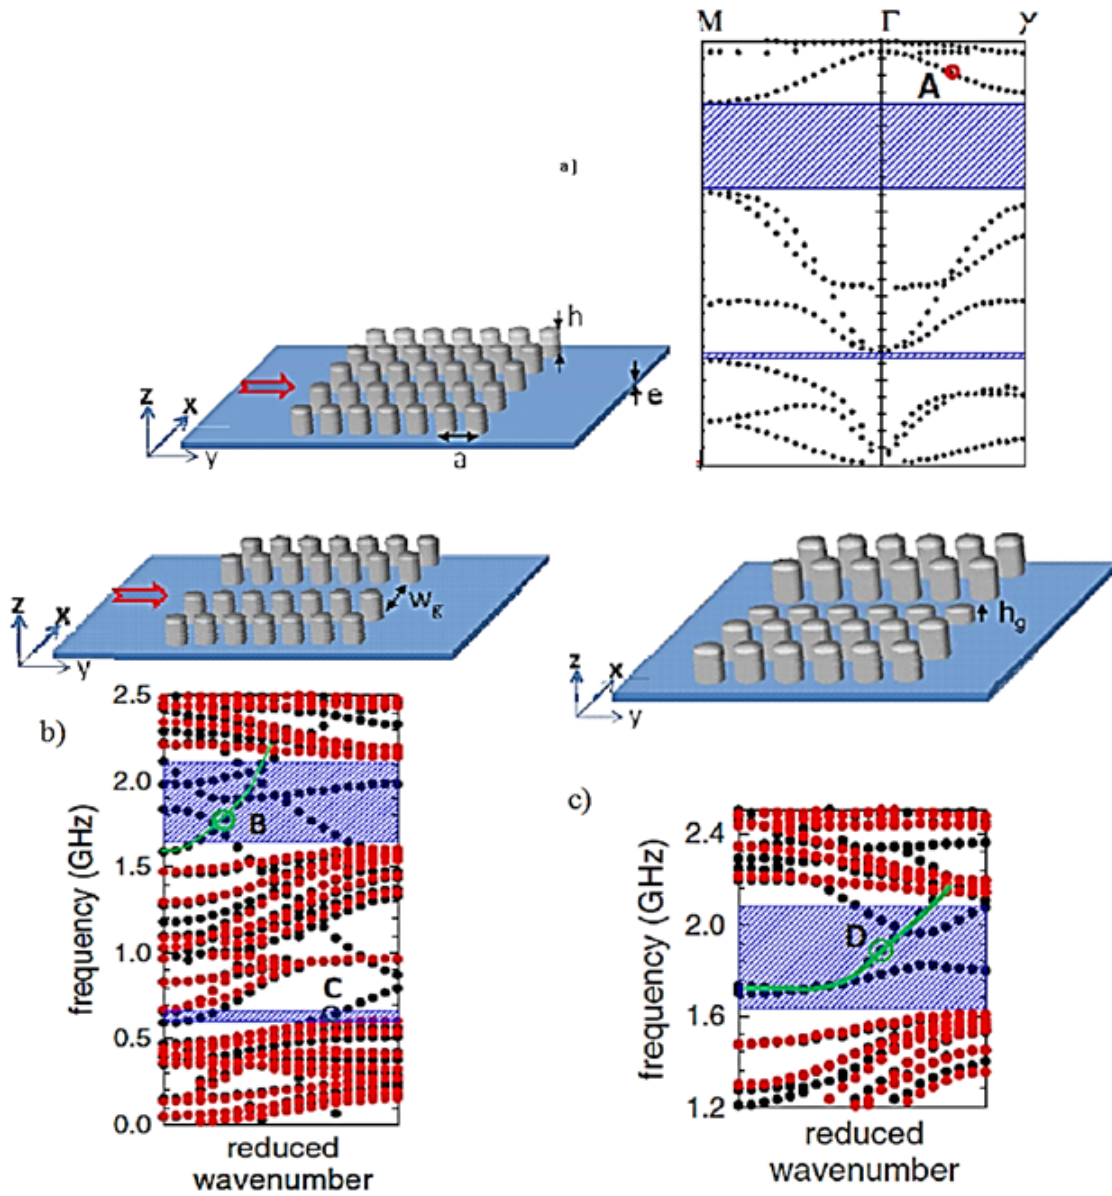 M Γ
A
a)
h
z x
y
e
a
z x
y
w_g
z x
y
h_g
b)
2.5
2.0
1.5
1.0
0.5
0.0
frequency (GHz)
B
C
reduced
wavenumber
c)
2.4
2.0
1.6
1.2
frequency (GHz)
D
reduced
wavenumber